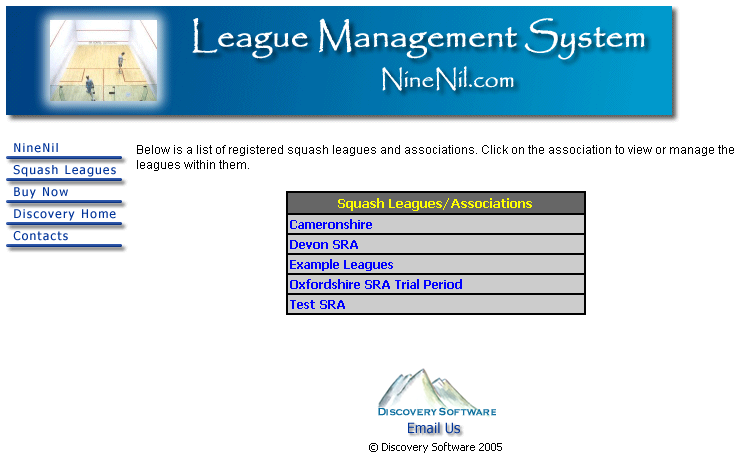 League Management System
NineNil.com
NineNil
Squash Leagues
Buy Now
Discovery Home
Contacts
Below is a list of registered squash leagues and associations. Click on the association to view or manage the
leagues within them.
Squash Leagues/Associations
Cameronshire
Devon SRA
Example Leagues
Oxfordshire SRA Trial Period
Test SRA
Discovery Software
Email Us
© Discovery Software 2005